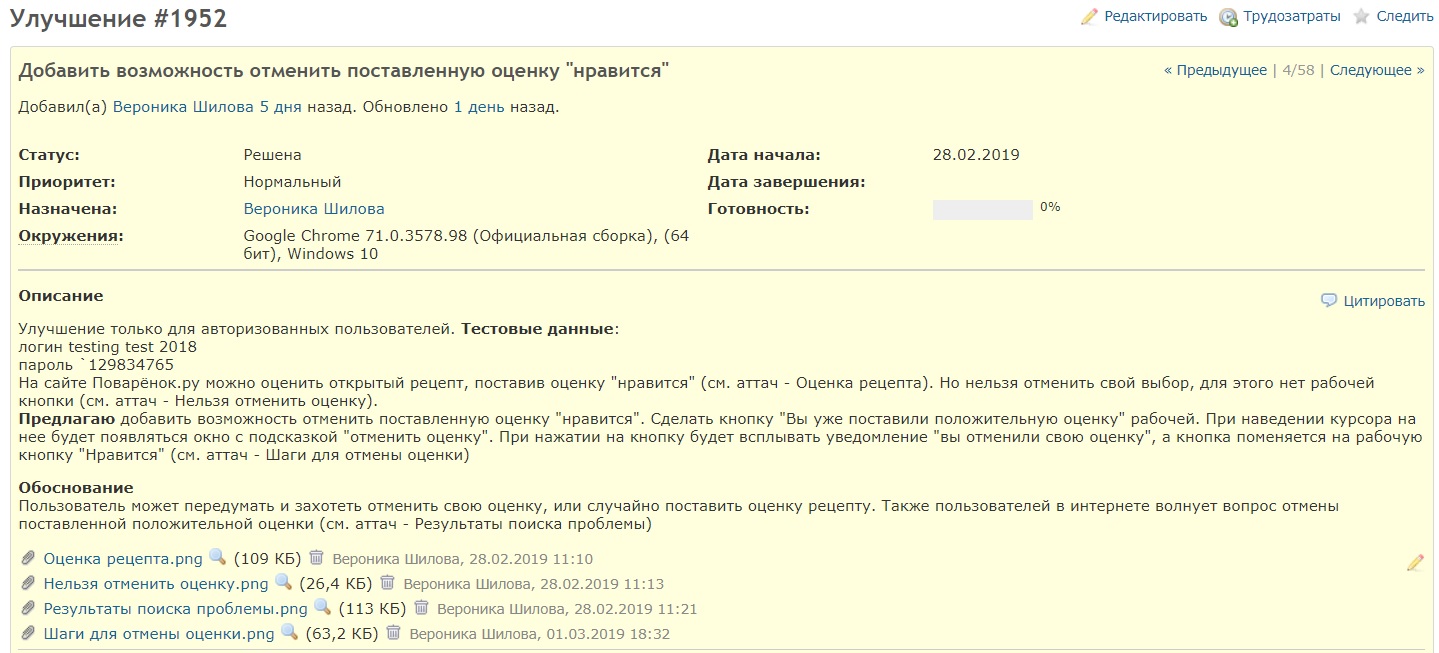 Улучшение #1952
Редактировать Трудозатраты Следить
Добавить возможность отменить поставленную оценку "нравится"
« Предыдущее | 4/58 | Следующее »
Добавил(а) Вероника Шилова 5 дня назад. Обновлено 1 день назад.
Статус: Решена Дата начала: 28.02.2019
Приоритет: Нормальный Дата завершения:
Назначена: Вероника Шилова Готовность: 0%
Окружения: Google Chrome 71.0.3578.98 (Официальная сборка), (64
бит), Windows 10
Описание
Цитировать
Улучшение только для авторизованных пользователей. Тестовые данные:
логин testing test 2018
пароль `129834765
На сайте Поварёнок.ру можно оценить открытый рецепт, поставив оценку "нравится" (см. аттач - Оценка рецепта). Но нельзя отменить свой выбор, для этого нет рабочей
кнопки (см. аттач - Нельзя отменить оценку).
Предлагаю добавить возможность отменить поставленную оценку "нравится". Сделать кнопку "Вы уже поставили положительную оценку" рабочей. При наведении курсора на
нее будет появляться окно с подсказкой "отменить оценку". При нажатии на кнопку будет всплывать уведомление "вы отменили свою оценку", а кнопка поменяется на рабочую
кнопку "Нравится" (см. аттач - Шаги для отмены оценки)
Обоснование
Пользователь может передумать и захотеть отменить свою оценку, или случайно поставить оценку рецепту. Также пользователей в интернете волнует вопрос отмены
поставленной положительной оценки (см. аттач - Результаты поиска проблемы)
Оценка рецепта.png (109 КБ) Вероника Шилова, 28.02.2019 11:10
Нельзя отменить оценку.png (26,4 КБ) Вероника Шилова, 28.02.2019 11:13
Результаты поиска проблемы.png (113 КБ) Вероника Шилова, 28.02.2019 11:21
Шаги для отмены оценки.png (63,2 КБ) Вероника Шилова, 01.03.2019 18:32